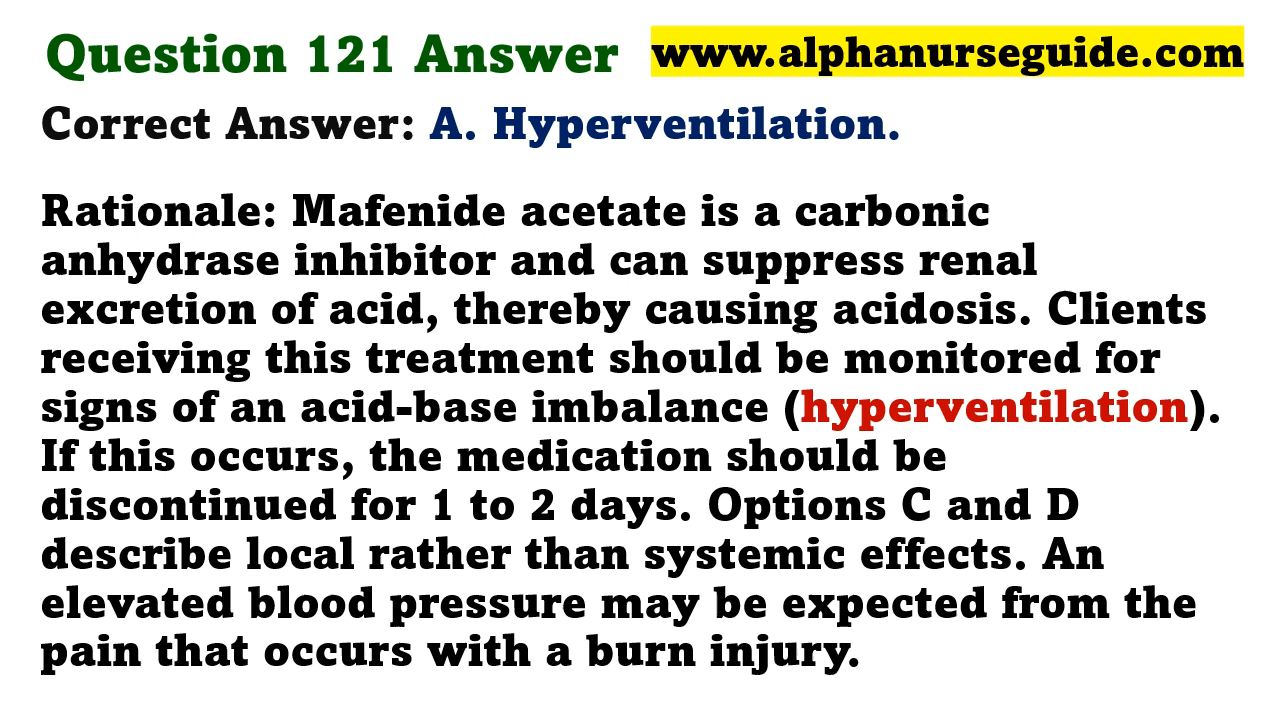 Question 121 Answer www.alphanurseguide.com
Correct Answer: A. Hyperventilation.
Rationale: Mafenide acetate is a carbonic
anhydrase inhibitor and can suppress renal
excretion of acid, thereby causing acidosis. Clients
receiving this treatment should be monitored for
signs of an acid-base imbalance (hyperventilation).
If this occurs, the medication should be
discontinued for 1 to 2 days. Options C and D
describe local rather than systemic effects. An
elevated blood pressure may be expected from the
pain that occurs with a burn injury.